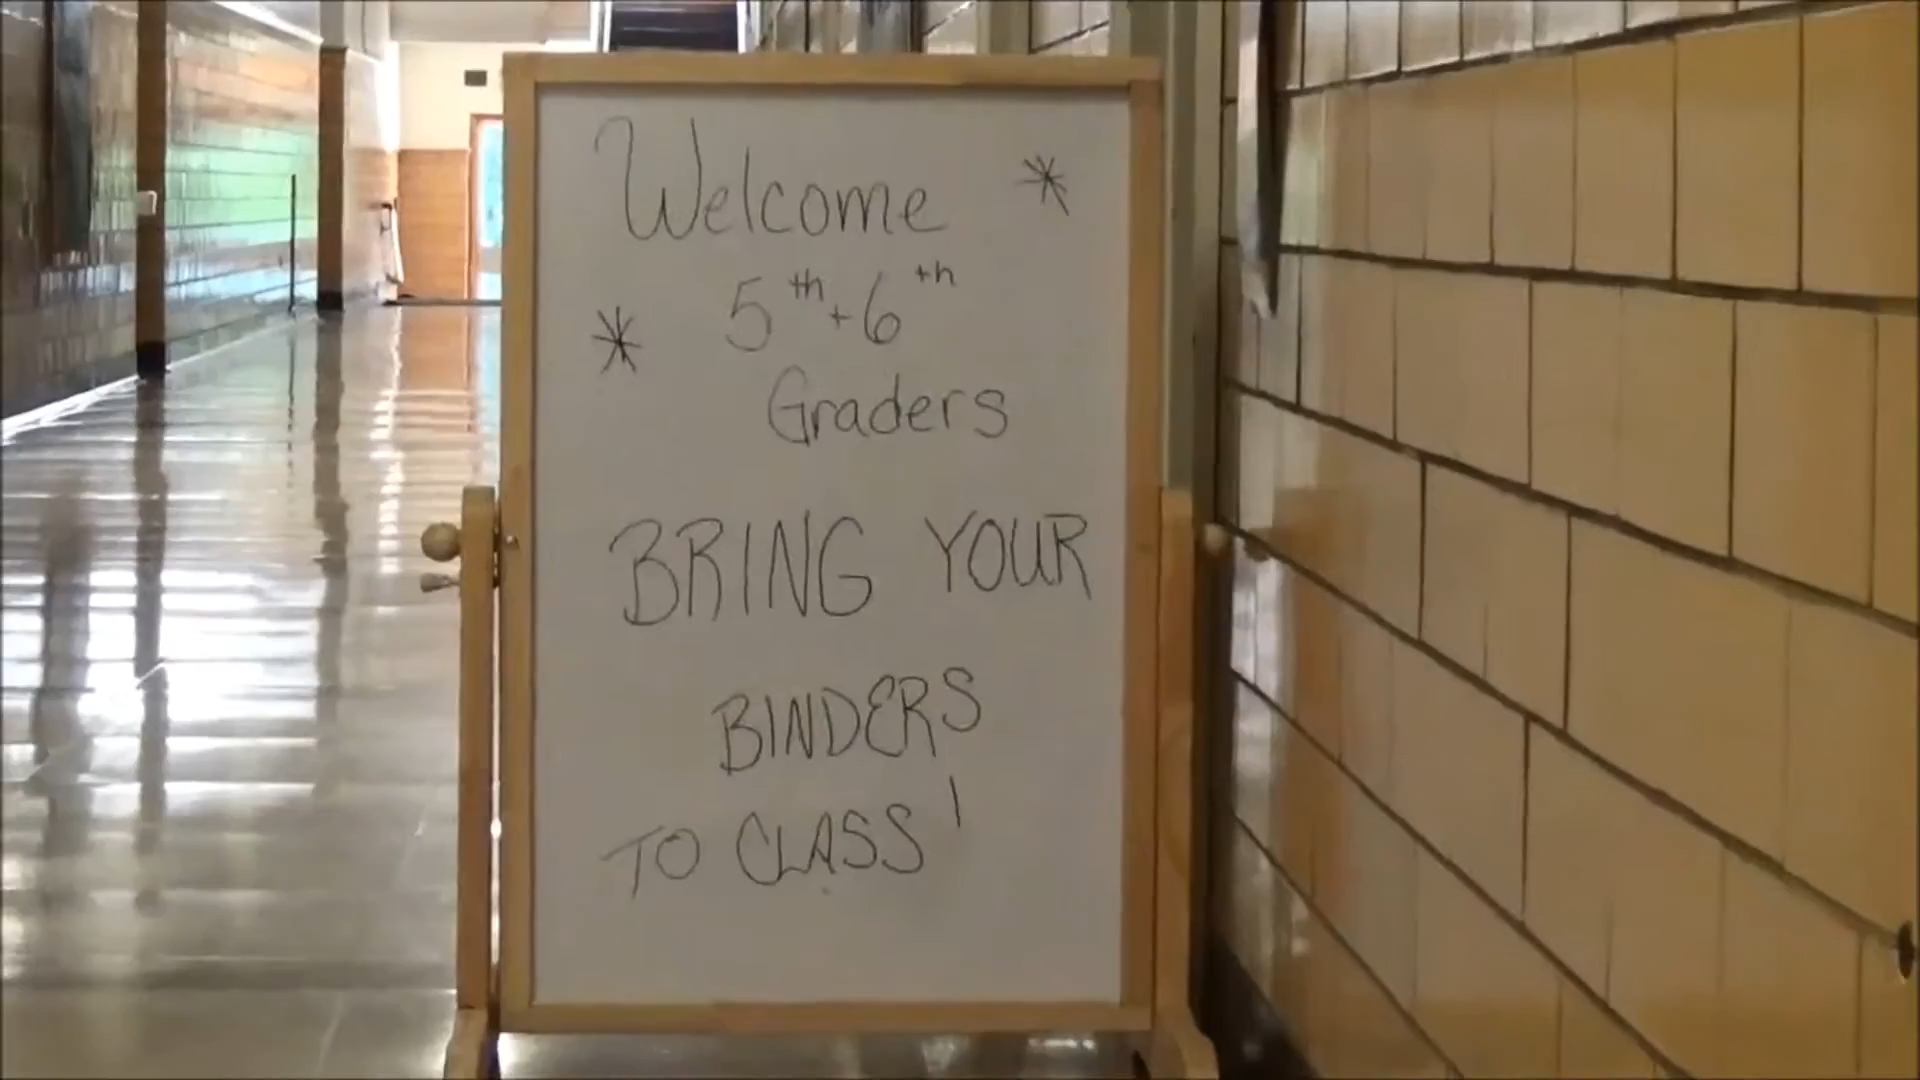 Welcome
5th + 6th
Graders
BRING YOUR
BINDERS
TO CLASS!